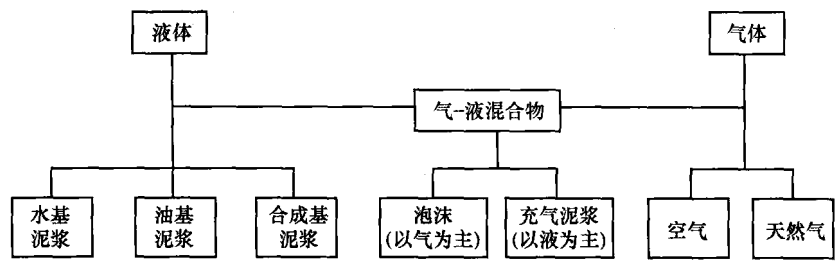 液体
气体
气--液混合物
水基
泥浆
油基
泥浆
合成基
泥浆
泡沫
(以气为主)
充气泥浆
(以液为主)
空气
天然气